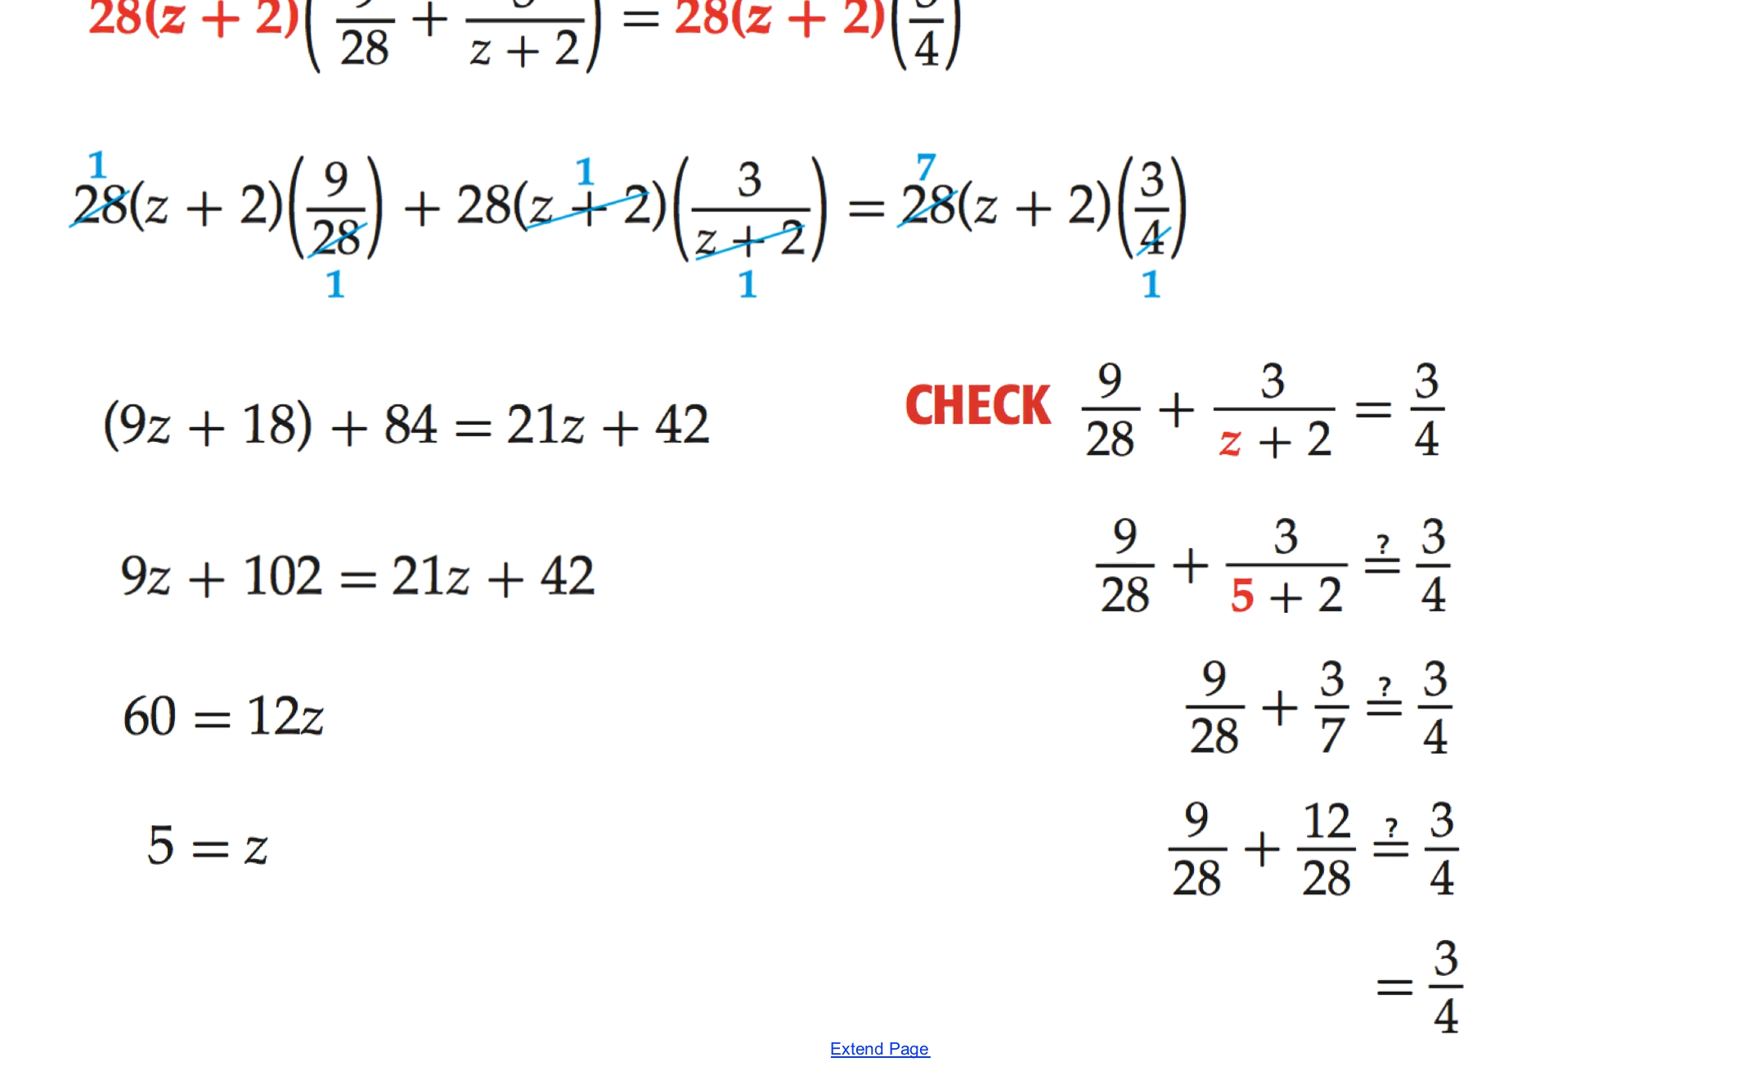 28(z + 2)(9/28 + 3/(z + 2)) = 28(z + 2)(3/4)
1 1 7
28(z + 2)(9/28) + 28(z + 2)(3/(z + 2)) = 28(z + 2)(3/4)
1 1 1
(9z + 18) + 84 = 21z + 42
9z + 102 = 21z + 42
60 = 12z
5 = z
CHECK 9/28 + 3/(z + 2) = 3/4
9/28 + 3/(5 + 2) ≟ 3/4
9/28 + 3/7 ≟ 3/4
9/28 + 12/28 ≟ 3/4
= 3/4
Extend Page